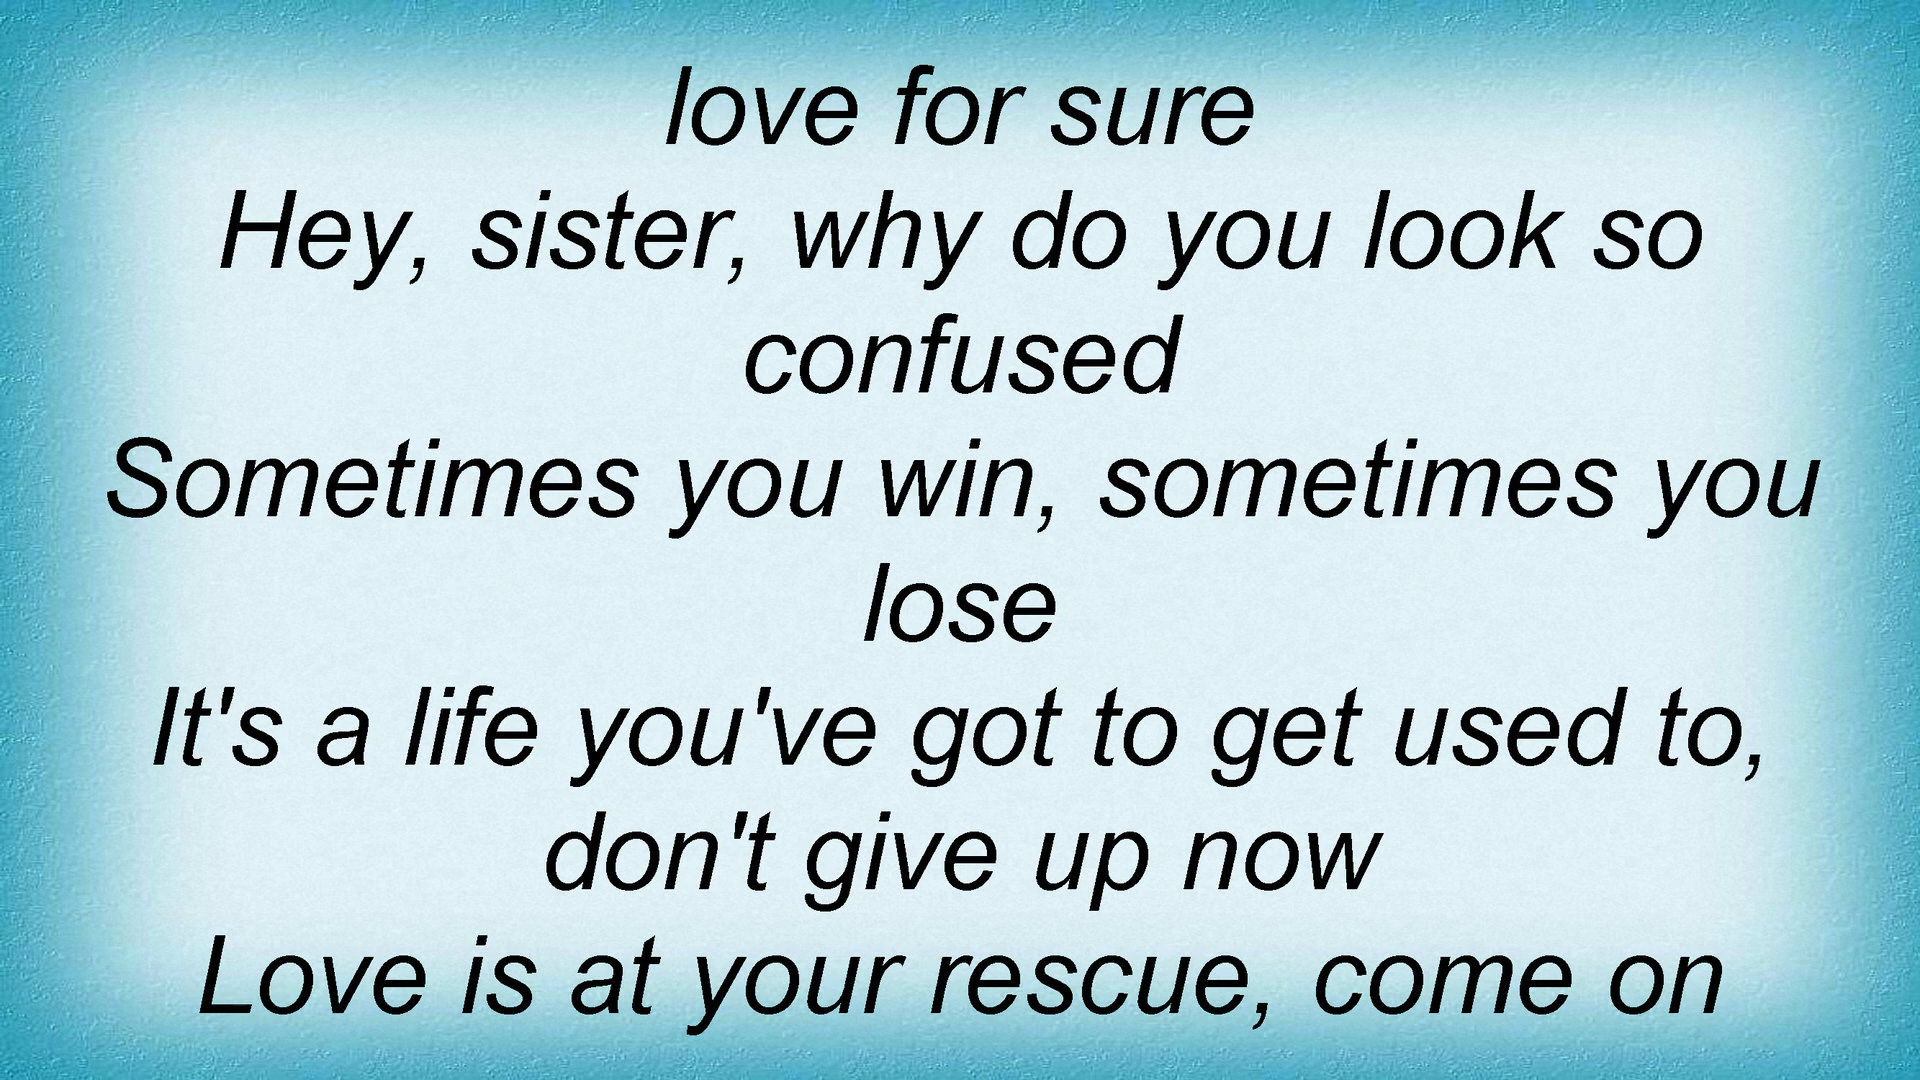 love for sure
Hey, sister, why do you look so
confused
Sometimes you win, sometimes you
lose
It's a life you've got to get used to,
don't give up now
Love is at your rescue, come on